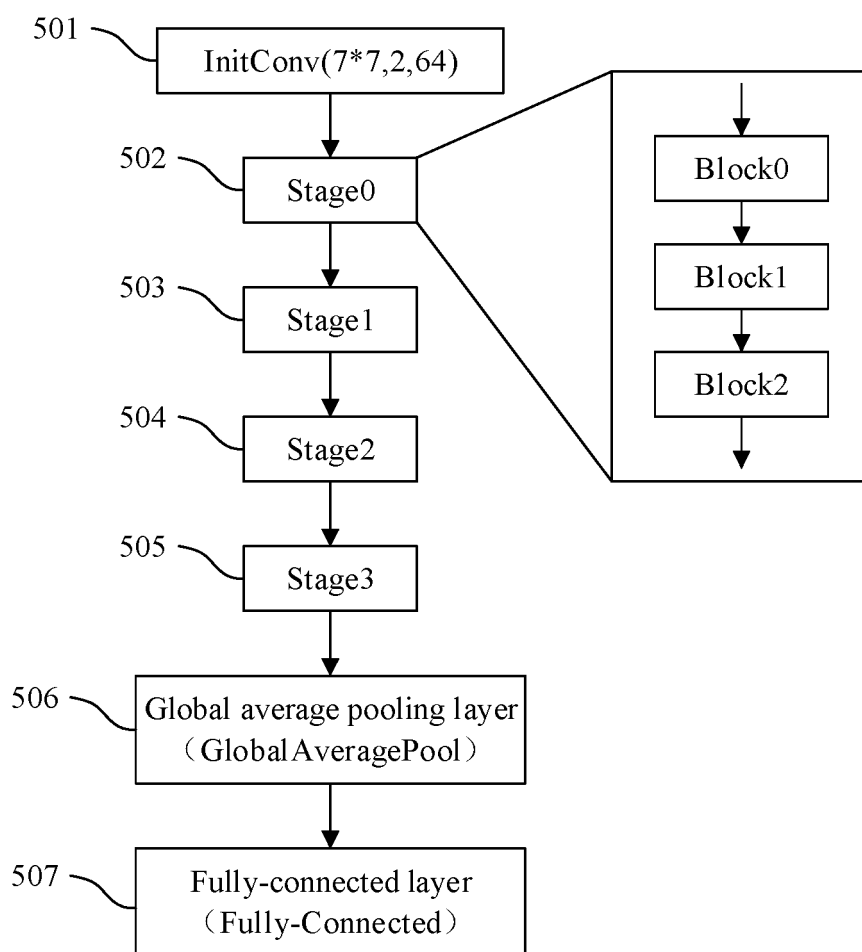 501
InitConv(7*7,2,64)
502
Stage0
503
Stage1
504
Stage2
505
Stage3
506
Global average pooling layer
（GlobalAveragePool）
507
Fully-connected layer
（Fully-Connected）
Block0
Block1
Block2